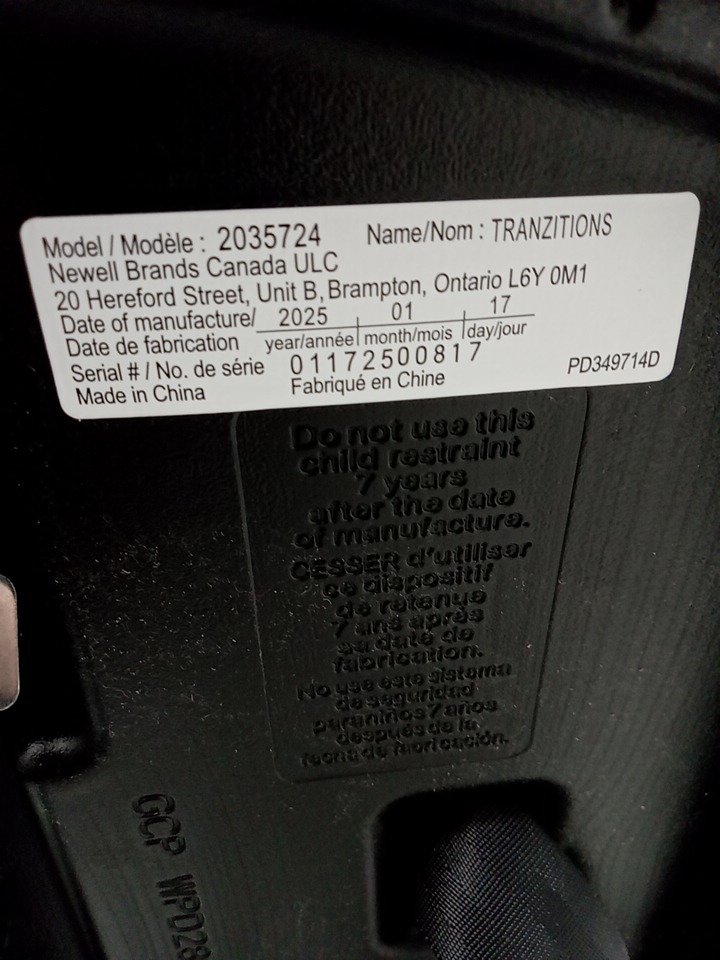 Model / Modèle : 2035724 Name/Nom : TRANZITIONS
Newell Brands Canada ULC
20 Hereford Street, Unit B, Brampton, Ontario L6Y 0M1
Date of manufacture/ 2025 01 17
Date de fabrication year/année month/mois day/jour
Serial # / No. de série 01172500817
Made in China Fabriqué en Chine PD349714D
Do not use this
child restraint
7 years
after the date
of manufacture.
CESSER d'utiliser
ce dispositif
de retenue
7 ans après
sa date de
fabrication.
No use este sistema
de seguridad
para niños 7 años
después de la
fecha de fabricación.
GCP WPD28